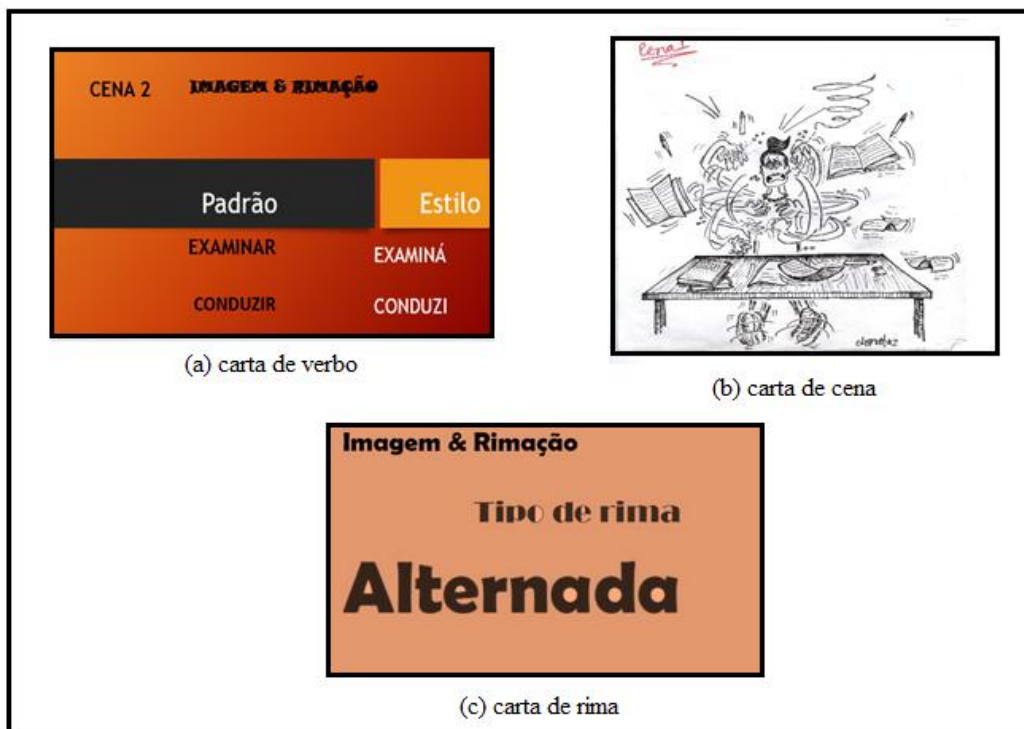 CENA 2 IMAGEM & RIMAÇÃO
Padrão Estilo
EXAMINAR EXAMINÁ
CONDUZIR CONDUZI
(a) carta de verbo
Cena 1
(b) carta de cena
Imagem & Rimação
Tipo de rima
Alternada
(c) carta de rima